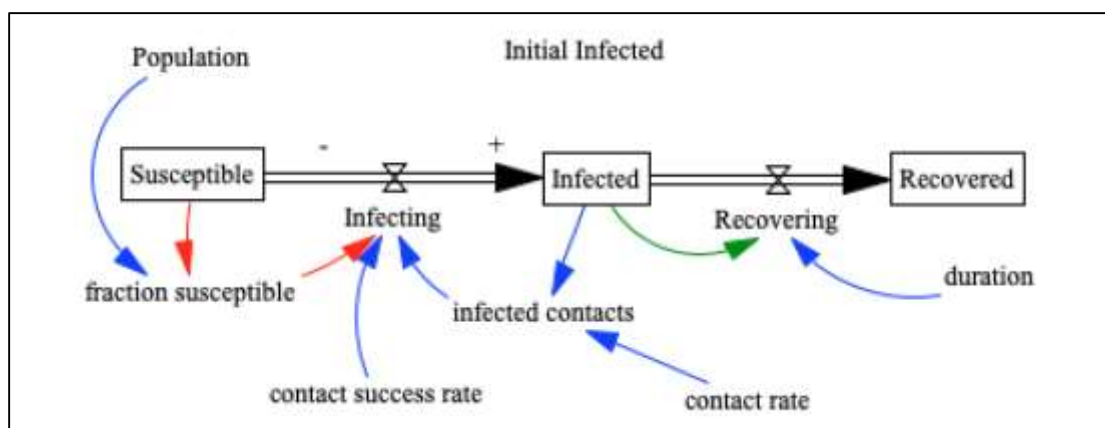 Population
Initial Infected
- +
Susceptible
Infected
Recovered
Infecting
Recovering
fraction susceptible
infected contacts
duration
contact success rate
contact rate